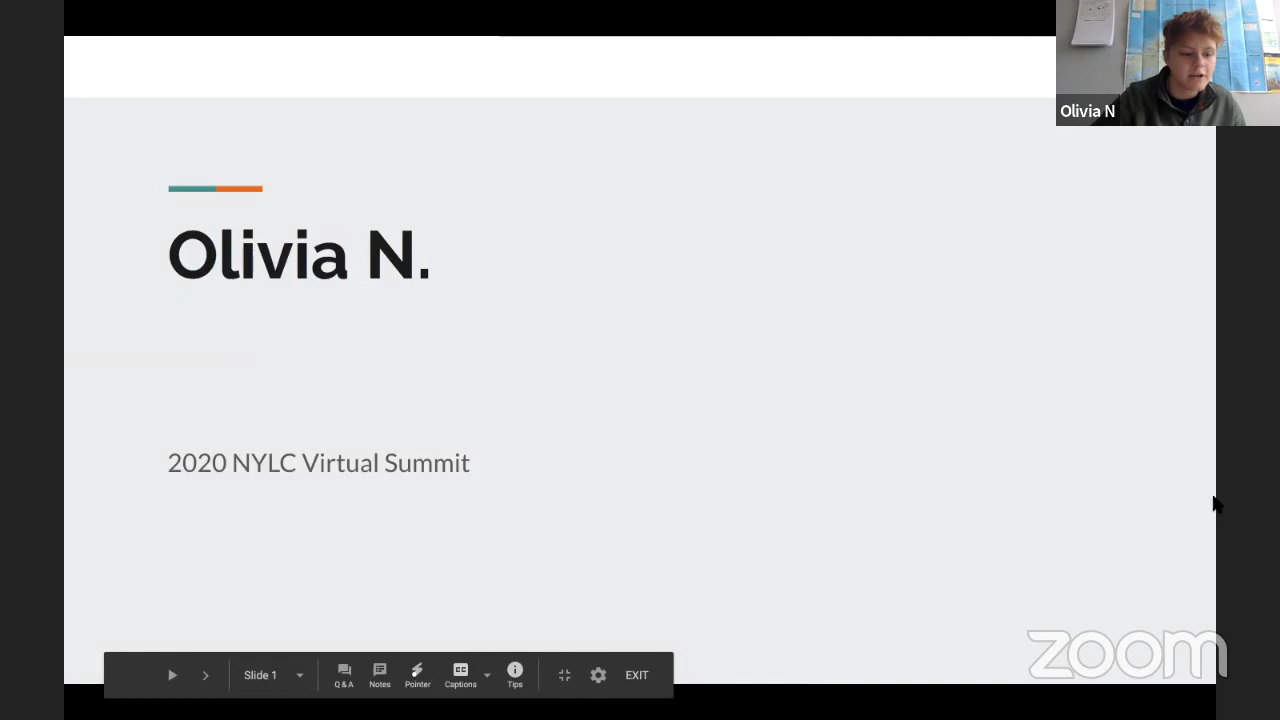 Olivia N
Olivia N.
2020 NYLC Virtual Summit
Slide 1
Q & A
Notes
Pointer
Captions
Tips
EXIT
zoom